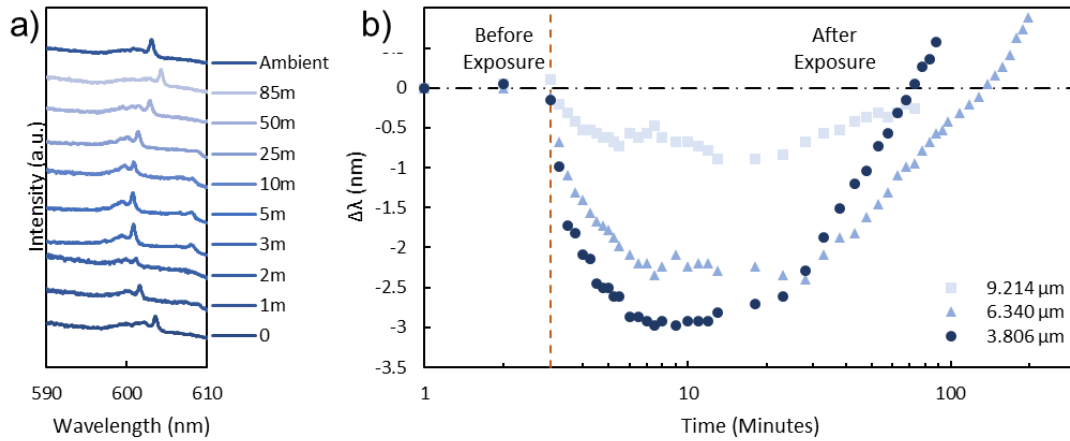 a)
Intensity (a.u.)
Ambient
85m
50m
25m
10m
5m
3m
2m
1m
0
590
600
610
Wavelength (nm)
b)
Before
Exposure
After
Exposure
0
-0.5
-1
-1.5
-2
-2.5
-3
-3.5
Δλ (nm)
9.214 µm
6.340 µm
3.806 µm
1
10
100
Time (Minutes)